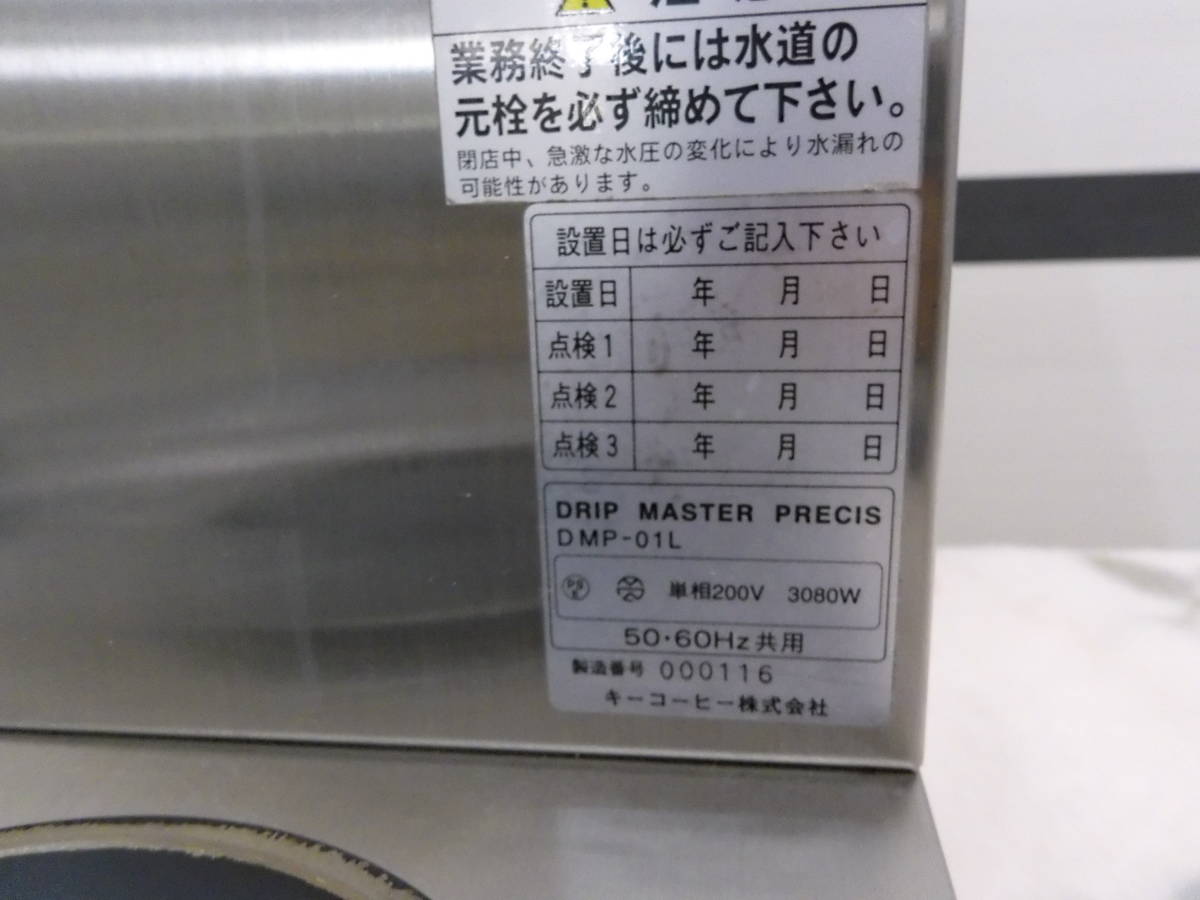 業務終了後には水道の
元栓を必ず締めて下さい。
閉店中、急激な水圧の変化により水漏れの
可能性があります。
設置日は必ずご記入下さい
設置日 年 月 日
点検1 年 月 日
点検2 年 月 日
点検3 年 月 日
DRIP MASTER PRECIS
DMP-01L
PSE 単相200V 3080W
50・60Hz共用
製造番号 000116
キーコーヒー株式会社